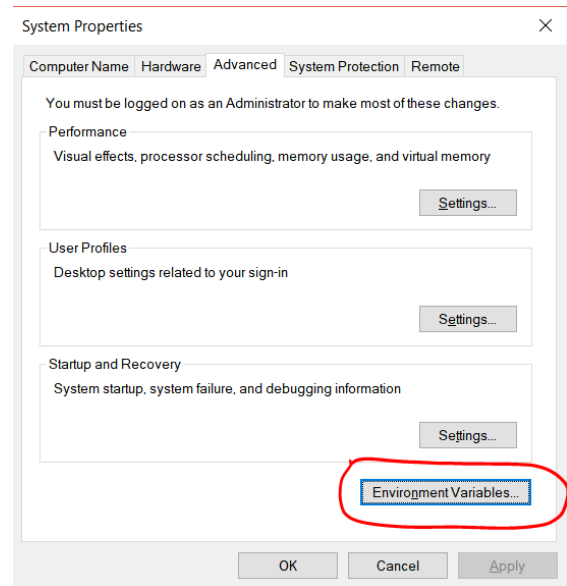 System Properties
Computer Name Hardware Advanced System Protection Remote
You must be logged on as an Administrator to make most of these changes.
Performance
Visual effects, processor scheduling, memory usage, and virtual memory
Settings...
User Profiles
Desktop settings related to your sign-in
Settings...
Startup and Recovery
System startup, system failure, and debugging information
Settings...
Environment Variables...
OK Cancel Apply